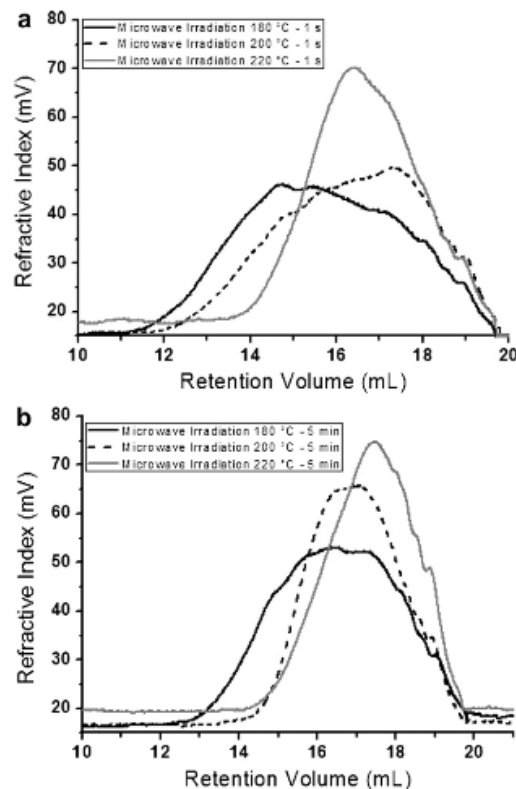 a
80
70
60
50
40
30
20
Refractive Index (mV)
Microwave Irradiation 180 °C - 1 s
Microwave Irradiation 200 °C - 1 s
Microwave Irradiation 220 °C - 1 s
10 12 14 16 18 20
Retention Volume (mL)
b
80
70
60
50
40
30
20
Refractive Index (mV)
Microwave Irradiation 180 °C - 5 min
Microwave Irradiation 200 °C - 5 min
Microwave Irradiation 220 °C - 5 min
10 12 14 16 18 20
Retention Volume (mL)